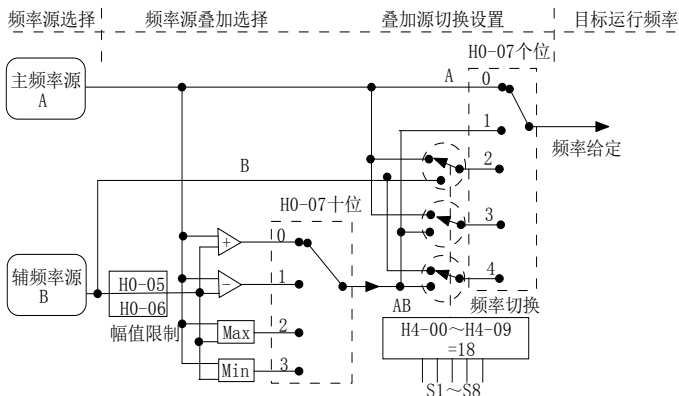 频率源选择
频率源叠加选择
叠加源切换设置
目标运行频率
H0-07个位
主频率源
A
A
0
1
频率给定
B
2
H0-07十位
3
+
0
辅频率源
B
H0-05
H0-06
幅值限制
−
1
4
AB
频率切换
Max
2
H4-00～H4-09
=18
Min
3
S1～S8